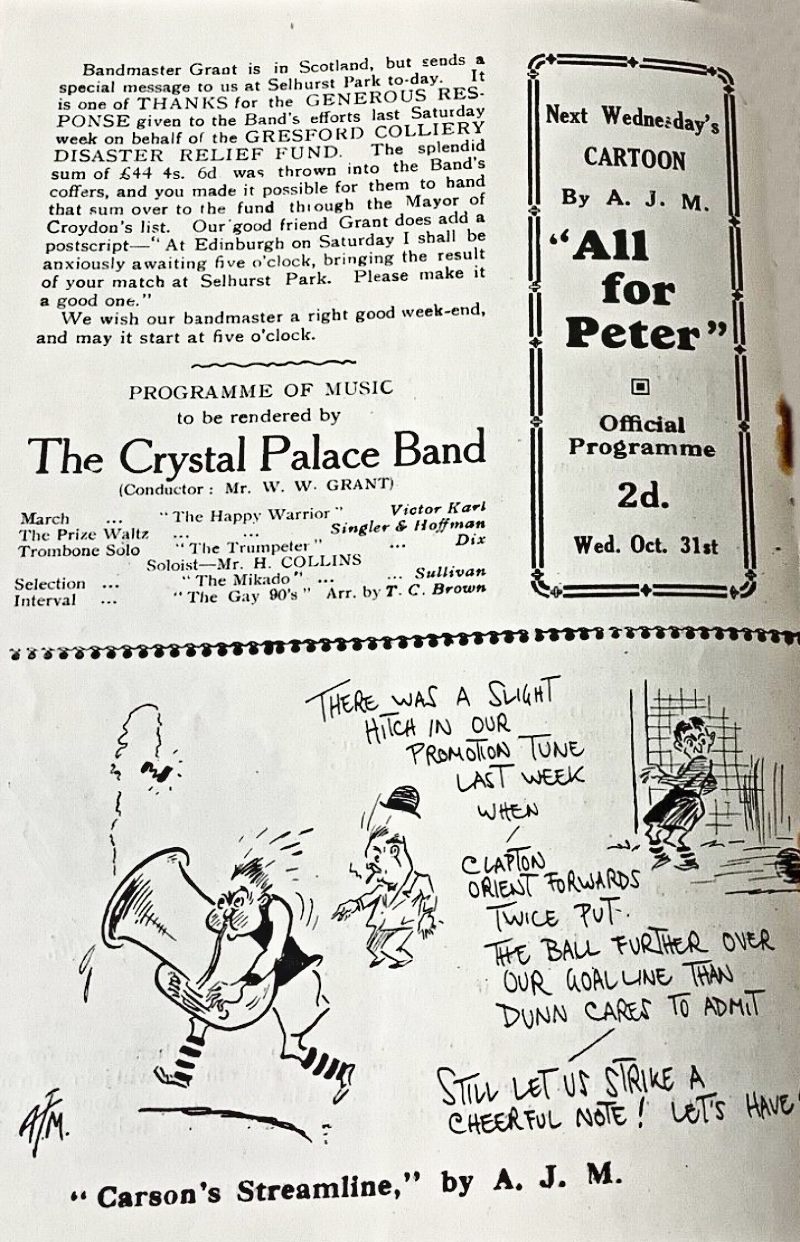 Bandmaster Grant is in Scotland, but sends a
special message to us at Selhurst Park to-day. It
is one of THANKS for the GENEROUS RES-
PONSE given to the Band's efforts last Saturday
week on behalf of the GRESFORD COLLIERY
DISASTER RELIEF FUND. The splendid
sum of £44 4s. 6d was thrown into the Band's
coffers, and you made it possible for them to hand
that sum over to the fund through the Mayor of
Croydon's list. Our good friend Grant does add a
postscript—"At Edinburgh on Saturday I shall be
anxiously awaiting five o'clock, bringing the result
of your match at Selhurst Park. Please make it
a good one."
We wish our bandmaster a right good week-end,
and may it start at five o'clock.
PROGRAMME OF MUSIC
to be rendered by
The Crystal Palace Band
(Conductor: Mr. W. W. GRANT)
March ... "The Happy Warrior" Victor Karl
The Prize Waltz ... ... Singler & Hoffman
Trombone Solo "The Trumpeter" ... Dix
Soloist—Mr. H. COLLINS
Selection ... "The Mikado" ... ... Sullivan
Interval ... "The Gay 90's" Arr. by T. C. Brown
Next Wednesday's
CARTOON
By A. J. M.
"All
for
Peter"
Official
Programme
2d.
Wed. Oct. 31st
THERE WAS A SLIGHT
HITCH IN OUR
PROMOTION TUNE
LAST WEEK
WHEN
CLAPTON
ORIENT FORWARDS
TWICE PUT
THE BALL FURTHER OVER
OUR GOAL LINE THAN
DUNN CARES TO ADMIT
STILL LET US STRIKE A
CHEERFUL NOTE! LET'S HAVE
AJM.
"Carson's Streamline," by A. J. M.